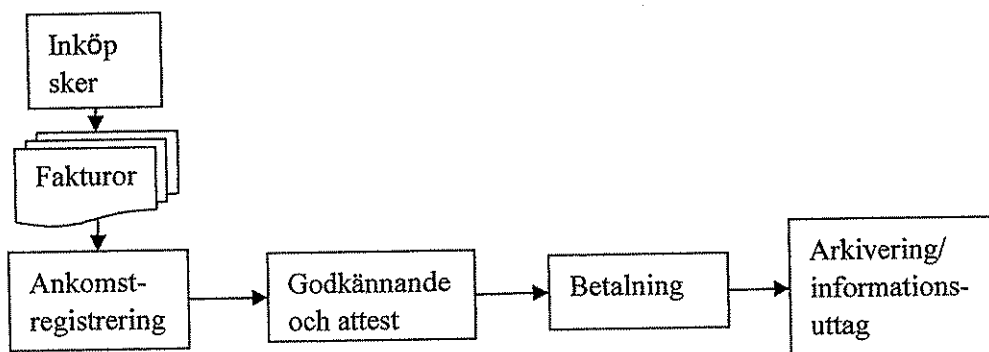 Inköp
sker
Fakturor
Ankomst-
registrering
Godkännande
och attest
Betalning
Arkivering/
informations-
uttag